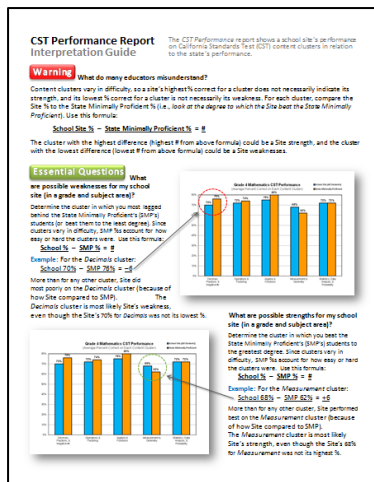 CST Performance Report
Interpretation Guide
The CST Performance report shows a school site's performance
on California Standards Test (CST) content clusters in relation
to the state's performance.
Warning
What do many educators misunderstand?
Content clusters vary in difficulty, so a site's highest % correct for a cluster does not necessarily indicate its
strength, and its lowest % correct for a cluster is not necessarily its weakness. For each cluster, compare the
Site % to the State Minimally Proficient % (i.e., look at the degree to which the Site beat the State Minimally
Proficient). Use this formula:
School Site % – State Minimally Proficient % = #
The cluster with the highest difference (highest # from above formula) could be a Site strength, and the cluster
with the lowest difference (lowest # from above formula) could be a Site weakness.
Essential Questions
What
are possible weaknesses for my school
site (in a grade and subject area)?
Determine the cluster in which you most lagged
behind the State Minimally Proficient's (SMP's)
students (or beat them to the least degree). Since
clusters vary in difficulty, SMP %s account for how
easy or hard the clusters were. Use this formula:
School % – SMP % = #
Example: For the Decimals cluster:
School 70% – SMP 76% = –6
More than for any other cluster, Site did
most poorly on the Decimals cluster (because of
how Site compared to SMP). The
Decimals cluster is most likely Site's weakness,
even though the Site's 70% for Decimals was not its lowest %.
Grade 4 Mathematics CST Performance
What are possible strengths for my school
site (in a grade and subject area)?
Determine the cluster in which you beat the
State Minimally Proficient's (SMP's) students to
the greatest degree. Since clusters vary in
difficulty, SMP %s account for how easy or hard
the clusters were. Use this formula:
School % – SMP % = #
Example: For the Measurement cluster:
School 68% – SMP 62% = +6
More than for any other cluster, Site performed
best on the Measurement cluster (because
of how Site compared to SMP).
The Measurement cluster is most likely
Site's strength, even though the Site's 68%
for Measurement was not its highest %.
Grade 4 Mathematics CST Performance